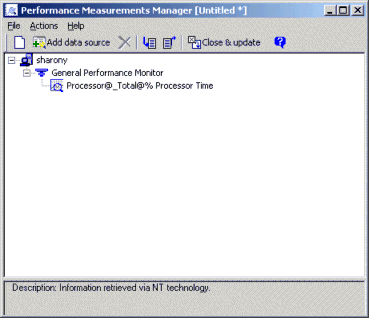 Performance Measurements Manager [Untitled *]
File Actions Help
Add data source Close & update
sharony
General Performance Monitor
Processor@_Total@% Processor Time
Description: Information retrieved via NT technology.